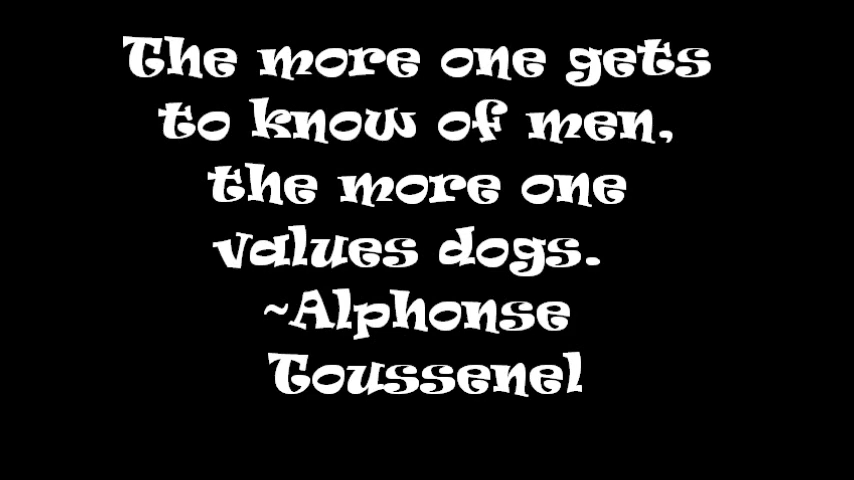 The more one gets
to know of men,
the more one
values dogs.
~Alphonse
Toussenel